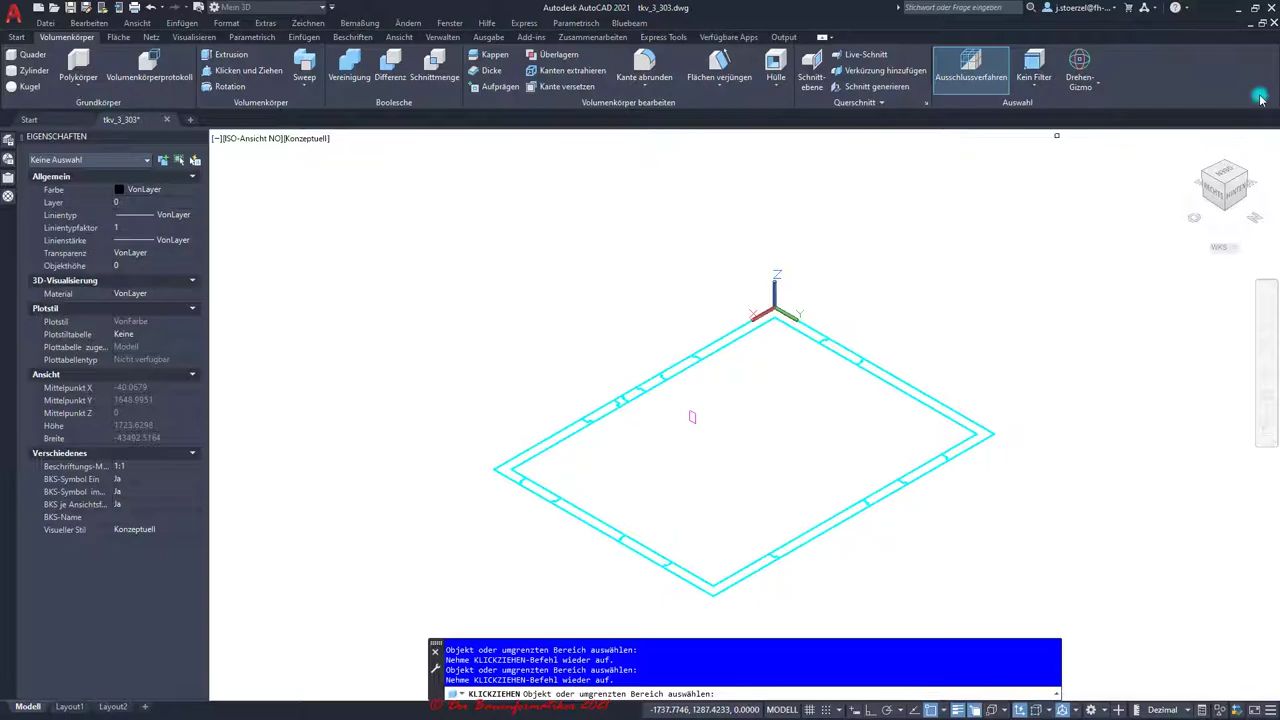 Mein 3D
Autodesk AutoCAD 2021 tkv_3_303.dwg
Stichwort oder Frage eingeben
j.stoerzel@fh-...
Datei Bearbeiten Ansicht Einfügen Format Extras Zeichnen Bemaßung Ändern Parametrisch Fenster Hilfe Express Parametrisch Bluebeam
Start Volumenkörper Fläche Netz Visualisieren Parametrik Einfügen Beschriften Ansicht Verwalten Ausgabe Add-ins Zusammenarbeiten Express Tools Verfügbare Apps Output
Quader
Zylinder
Kugel
Polykörper
Volumenkörperprotokoll
Extrusion
Klicken und Ziehen
Rotation
Sweep
Vereinigung
Differenz
Schnittmenge
Kappen
Dicke
Aufprägen
Überlagern
Kanten extrahieren
Kante versetzen
Kante abrunden
Flächen verjüngen
Hülle
Schnitt-
ebene
Live-Schnitt
Verkürzung hinzufügen
Schnitt generieren
Ausschlussverfahren
Kein Filter
Drehen-
Gizmo
Grundkörper Volumenkörper Boolesche Volumenkörper bearbeiten Querschnitt Auswahl
Start tkv_3_303*
EIGENSCHAFTEN
[−][ISO-Ansicht NO][Konzeptuell]
Keine Auswahl
Allgemein
Farbe VonLayer
Layer 0
Linientyp VonLayer
Linientypfaktor 1
Linienstärke VonLayer
Transparenz VonLayer
Objekthöhe 0
3D-Visualisierung
Material VonLayer
Plotstil
Plotstil VonFarbe
Plotstiltabelle Keine
Plottabelle zuge... Modell
Plottabellentyp Nicht verfügbar
Ansicht
Mittelpunkt X -40.0679
Mittelpunkt Y 1648.9951
Mittelpunkt Z 0
Höhe 1723.6298
Breite -43492.5164
Verschiedenes
Beschriftungs-M... 1:1
BKS-Symbol Ein Ja
BKS-Symbol im... Ja
BKS je Ansichtsf... Ja
BKS-Name
Visueller Stil Konzeptuell
Z
X
Y
RECHTS
HINTEN
WKS
Objekt oder umgrenzten Bereich auswählen:
Nehme KLICKZIEHEN-Befehl wieder auf.
Objekt oder umgrenzten Bereich auswählen:
Nehme KLICKZIEHEN-Befehl wieder auf.
KLICKZIEHEN Objekt oder umgrenzten Bereich auswählen:
© Der Bauinformatiker 2021
Modell Layout1 Layout2
-1737.7746, 1287.4233, 0.0000 MODELL
Dezimal